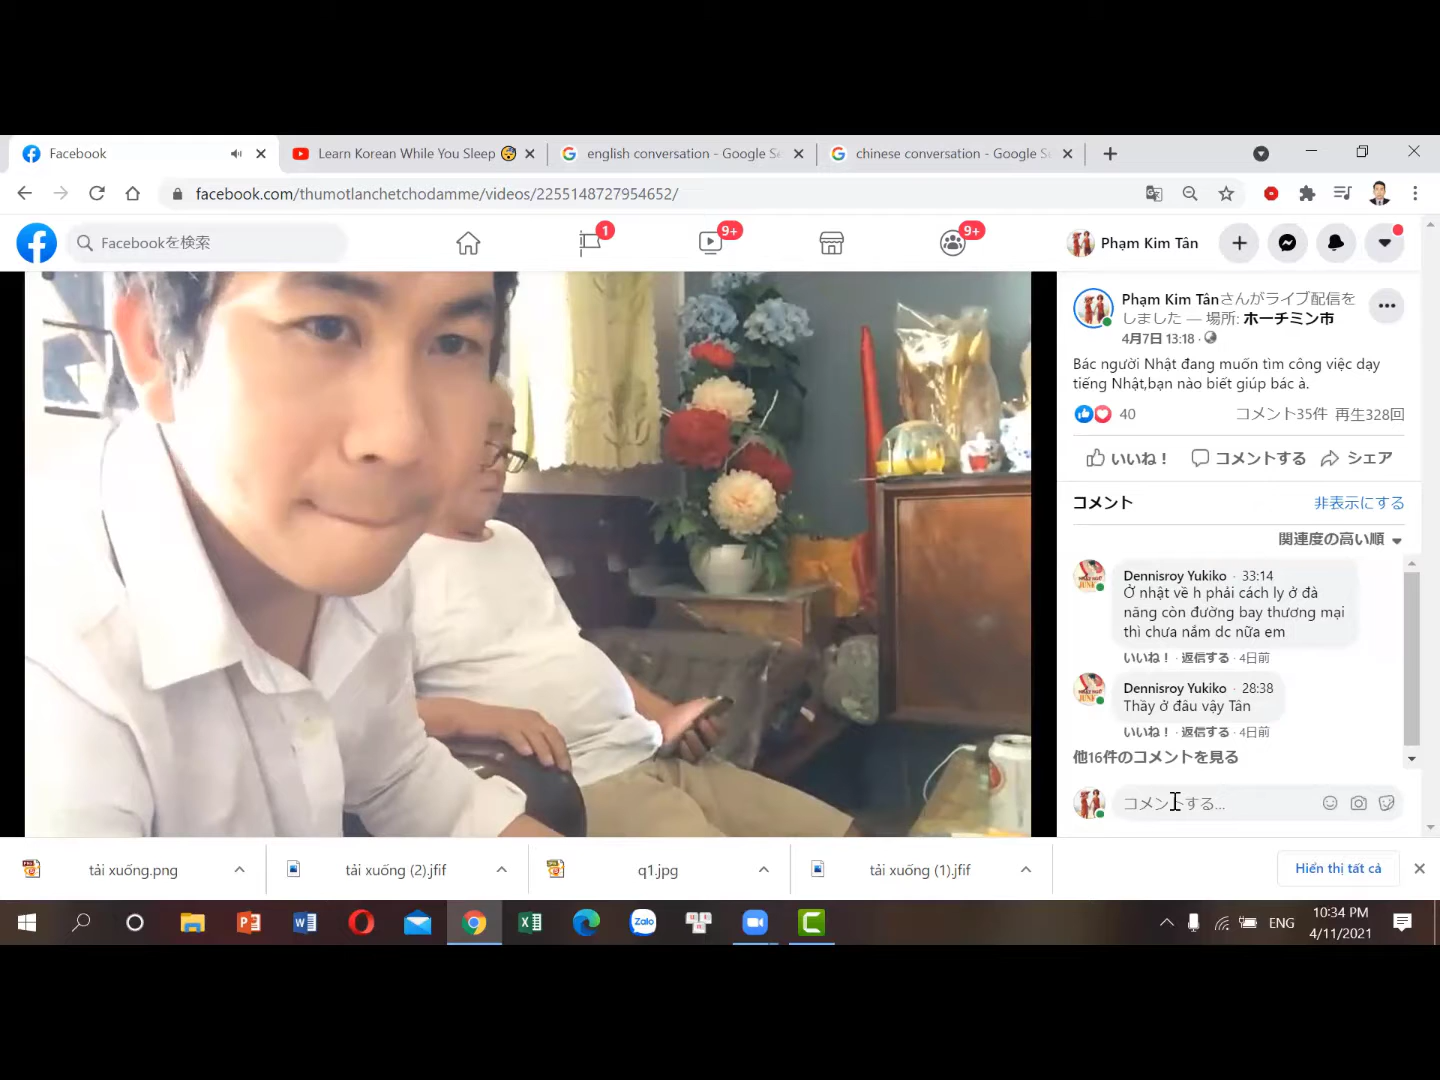 Facebook
Learn Korean While You Sleep 😴
english conversation - Google Se
chinese conversation - Google Se
facebook.com/thumotlanchetchodamme/videos/2255148727954652/
Facebookを検索
1
9+
9+
Phạm Kim Tân
Phạm Kim Tânさんがライブ配信を
しました — 場所: ホーチミン市
4月7日 13:18 ·
Bác người Nhật đang muốn tìm công việc dạy
tiếng Nhật,bạn nào biết giúp bác à.
40
コメント35件 再生328回
いいね！ コメントする シェア
コメント
非表示にする
関連度の高い順
Dennisroy Yukiko · 33:14
Ở nhật về h phải cách ly ở đà
năng còn đường bay thương mại
thì chưa nắm dc nữa em
いいね！ · 返信する · 4日前
Dennisroy Yukiko · 28:38
Thầy ở đâu vậy Tân
いいね！ · 返信する · 4日前
他16件のコメントを見る
コメントする...
tải xuống.png
tải xuống (2).jfif
q1.jpg
tải xuống (1).jfif
Hiển thị tất cả
Zalo
ENG
10:34 PM
4/11/2021